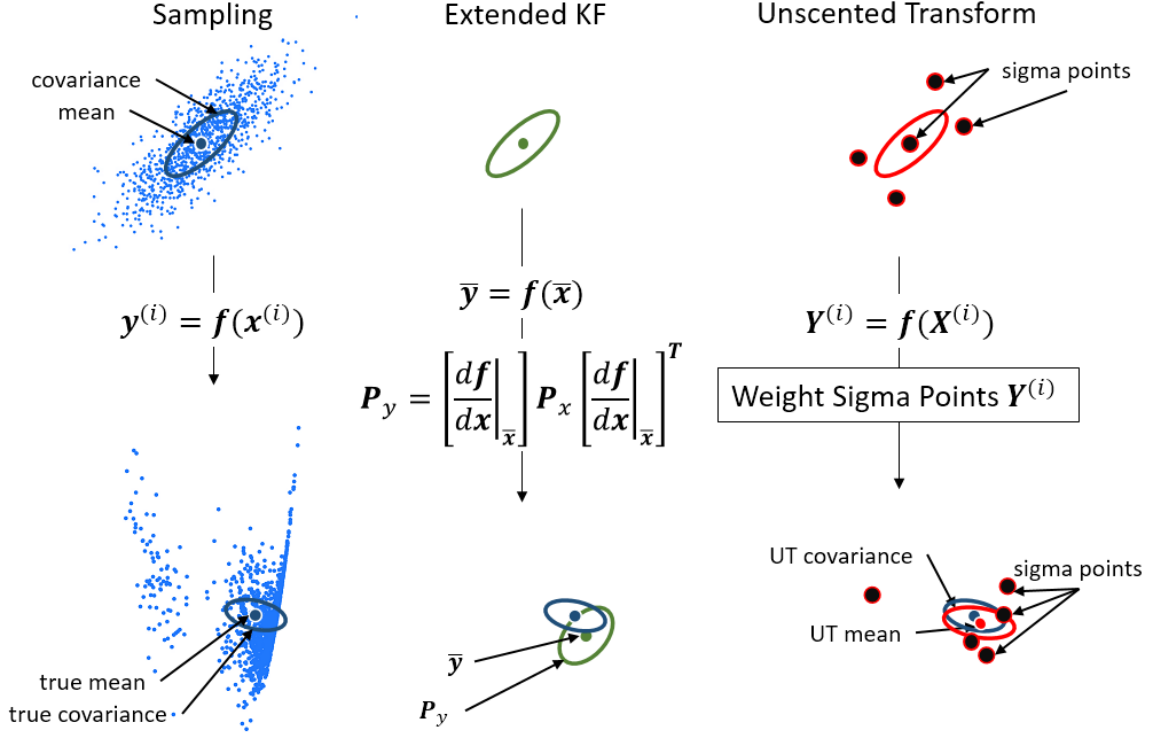 Sampling
Extended KF
Unscented Transform
covariance
mean
sigma points
𝒚⁽ⁱ⁾ = 𝒇(𝒙⁽ⁱ⁾)
ȳ = 𝒇(x̄)
𝑷_y = [d𝒇/d𝒙|_x̄] 𝑷_x [d𝒇/d𝒙|_x̄]^𝑻
𝒀⁽ⁱ⁾ = 𝒇(𝑿⁽ⁱ⁾)
Weight Sigma Points 𝒀⁽ⁱ⁾
true mean
true covariance
ȳ
𝑷_y
UT covariance
sigma points
UT mean